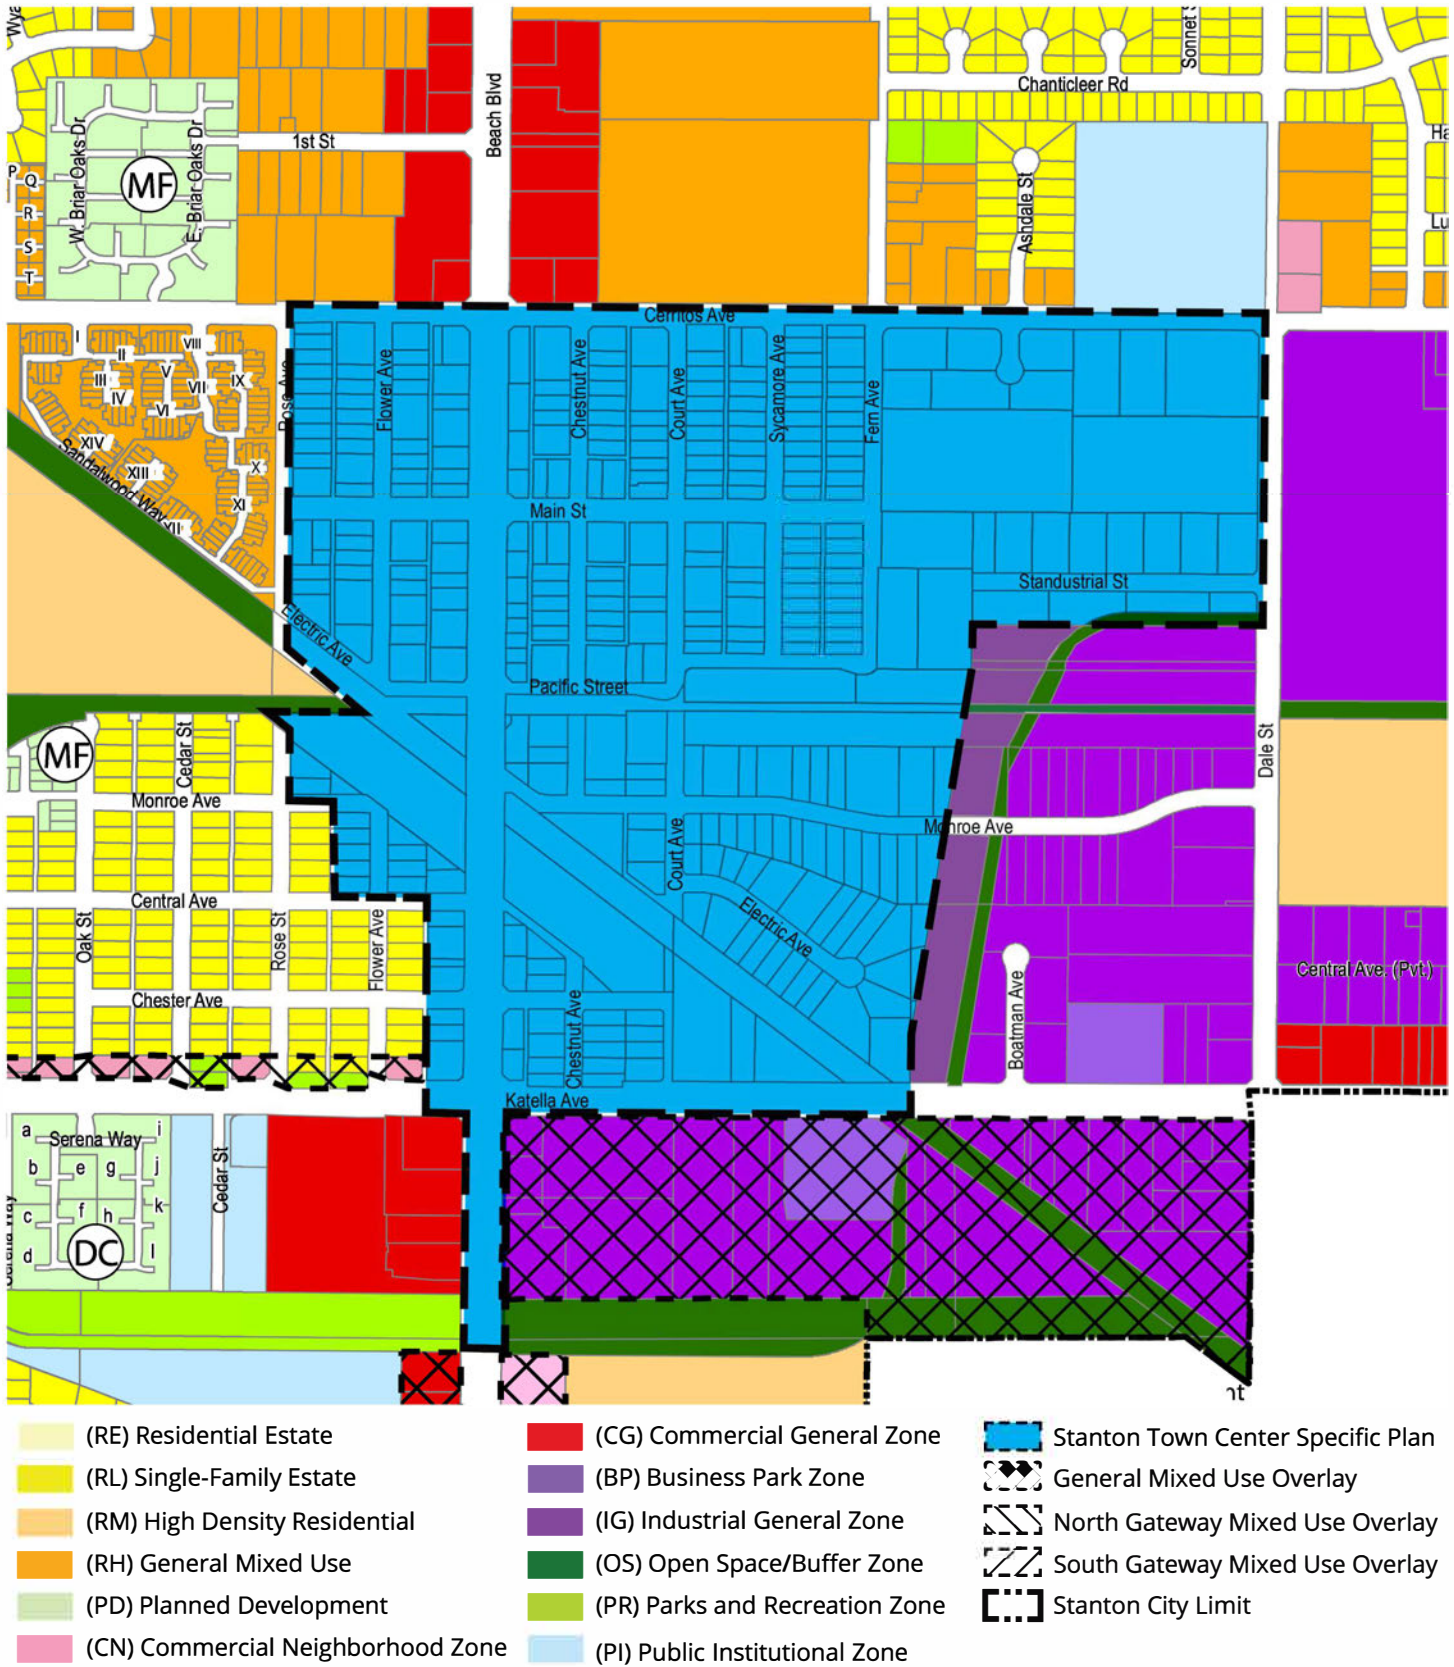 Wya
Sonnet S
Chanticleer Rd
Beach Blvd
1st St
Ha
W. Briar Oaks Dr
E. Briar Oaks Dr
MF
P
Q
R
S
T
Ashdale St
Lu
Cerritos Ave
I
II
VIII
III
V
VII
IX
IV
VI
XIV
XIII
X
XI
XII
Sandalwood Way
Rose Ave
Flower Ave
Chestnut Ave
Court Ave
Sycamore Ave
Fern Ave
Main St
Standustrial St
Electric Ave
Pacific Street
MF
Cedar St
Dale St
Monroe Ave
Monroe Ave
Court Ave
Central Ave
Oak St
Rose St
Flower Ave
Electric Ave
Central Ave. (Pvt.)
Chester Ave
Chestnut Ave
Boatman Ave
Katella Ave
a
Serena Way
i
b
e
g
j
c
f
h
k
d
DC
l
Cedar St
Serena Way
nt
(RE) Residential Estate
(RL) Single-Family Estate
(RM) High Density Residential
(RH) General Mixed Use
(PD) Planned Development
(CN) Commercial Neighborhood Zone
(CG) Commercial General Zone
(BP) Business Park Zone
(IG) Industrial General Zone
(OS) Open Space/Buffer Zone
(PR) Parks and Recreation Zone
(PI) Public Institutional Zone
Stanton Town Center Specific Plan
General Mixed Use Overlay
North Gateway Mixed Use Overlay
South Gateway Mixed Use Overlay
Stanton City Limit